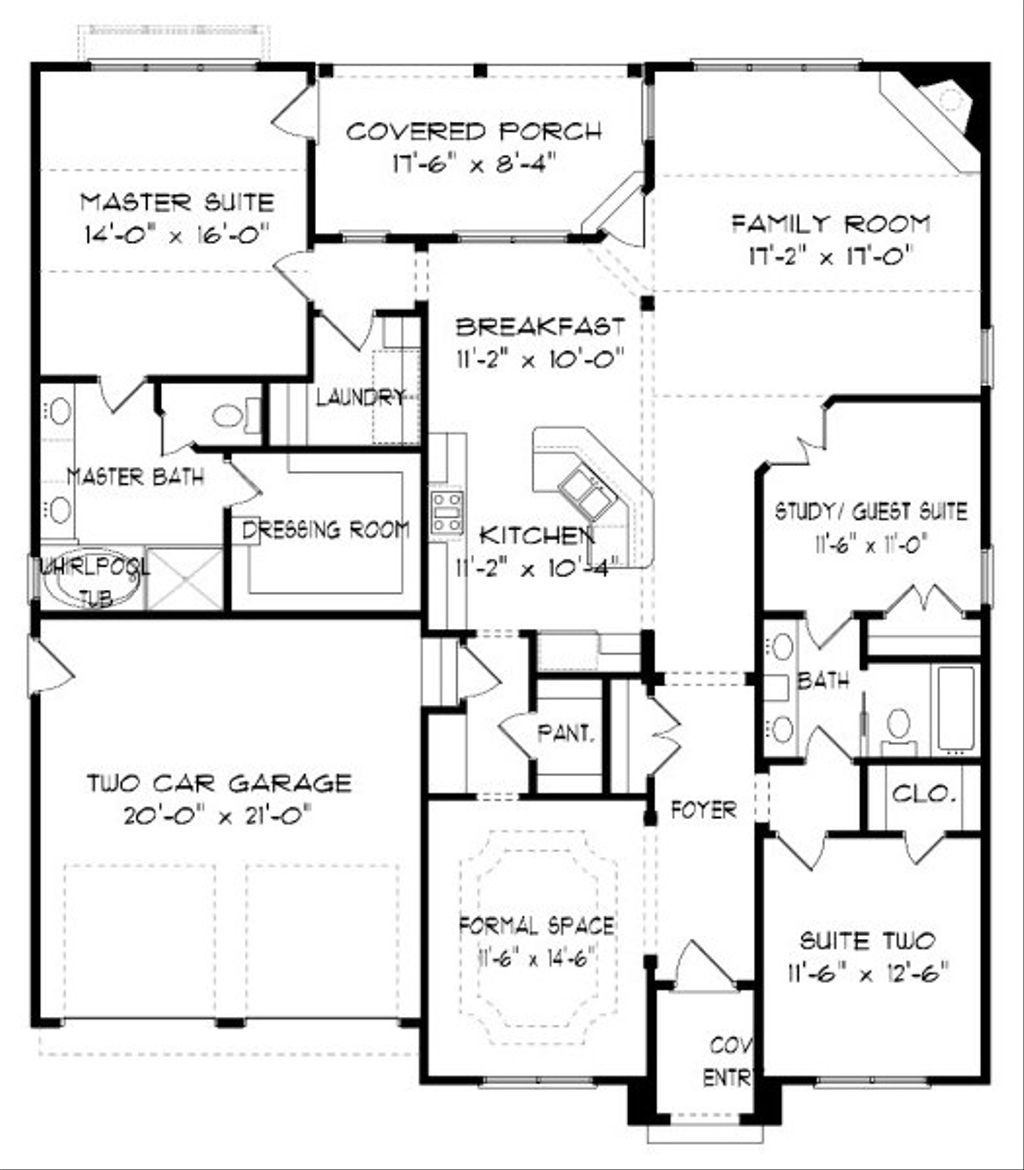 COVERED PORCH
17'-6" x 8'-4"
MASTER SUITE
14'-0" x 16'-0"
FAMILY ROOM
17'-2" x 17'-0"
BREAKFAST
11'-2" x 10'-0"
LAUNDRY
MASTER BATH
DRESSING ROOM
KITCHEN
11'-2" x 10'-4"
STUDY/ GUEST SUITE
11'-6" x 11'-0"
WHIRLPOOL
TUB
BATH
PANT.
TWO CAR GARAGE
20'-0" x 21'-0"
FOYER
CLO.
FORMAL SPACE
11'-6" x 14'-6"
SUITE TWO
11'-6" x 12'-6"
COV
ENTR